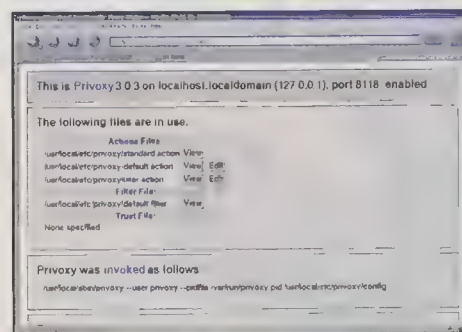 This is Privoxy 3 0 3 on localhost.localdomain (127 0.0 1), port 8118 enabled
The following files are in use.
Actions Files
/usr/local/etc/privoxy/standard action View
/usr/local/etc/privoxy/default action View Edit
/usr/local/etc/privoxy/user action View Edit
Filter File
/usr/local/etc/privoxy/default filter View
Trust File
None specified
Privoxy was invoked as follows
/usr/local/sbin/privoxy --user privoxy --pidfile /var/run/privoxy pid /usr/local/etc/privoxy/config